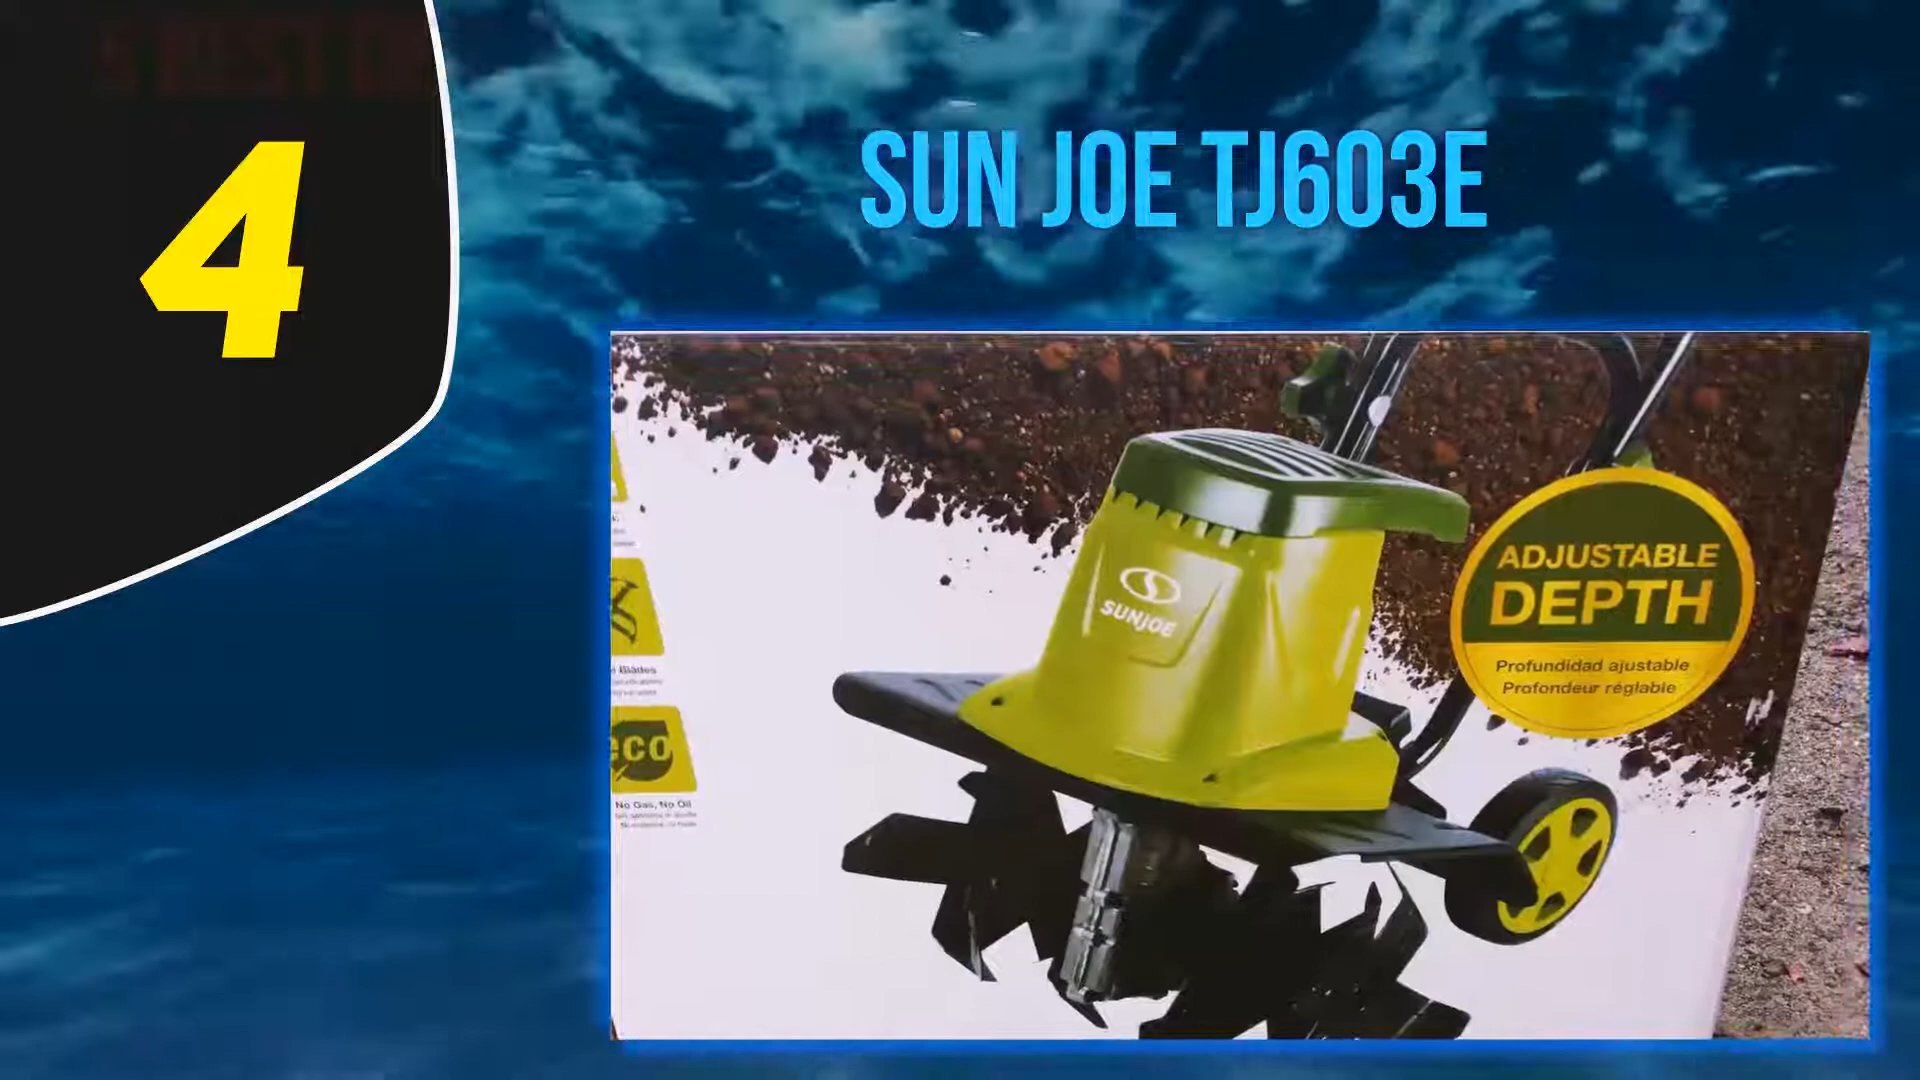 4
SUN JOE TJ603E
SUNJOE
ADJUSTABLE
DEPTH
Profundidad ajustable
Profondeur réglable
Blades
eco
No Gas, No Oil